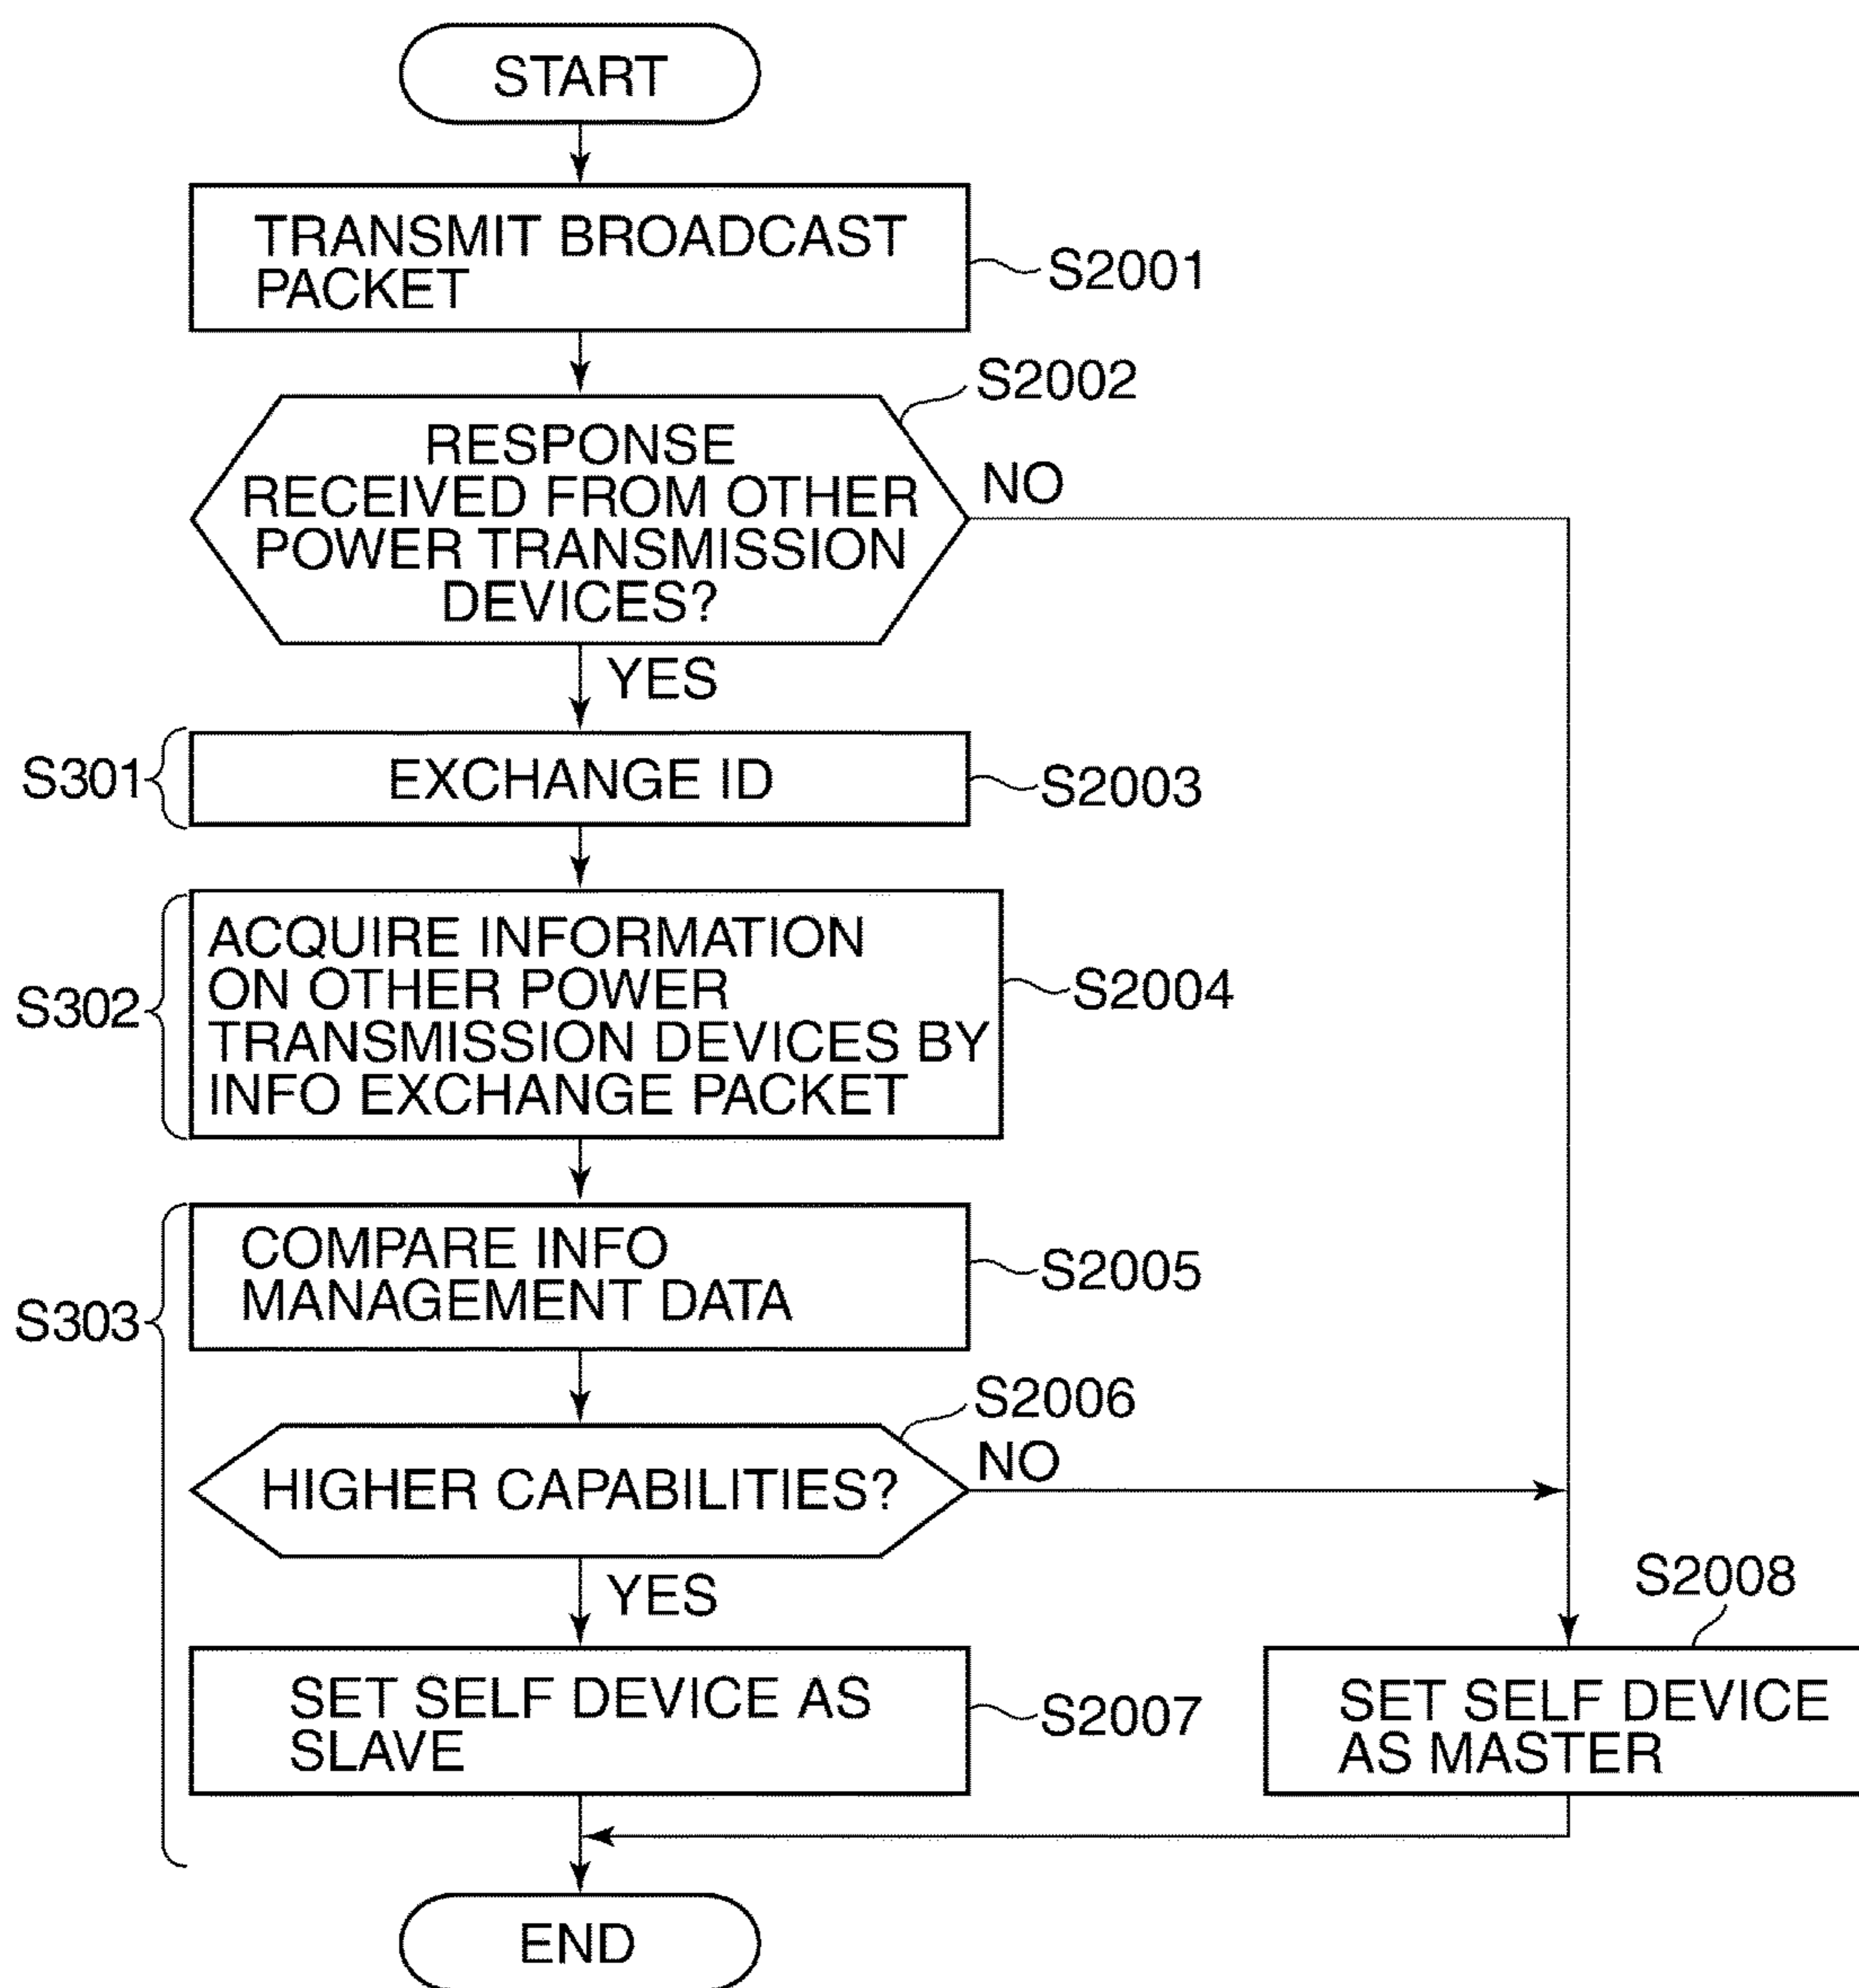 START
TRANSMIT BROADCAST
PACKET
S2001
S2002
RESPONSE
RECEIVED FROM OTHER
POWER TRANSMISSION
DEVICES?
NO
YES
S301
EXCHANGE ID
S2003
ACQUIRE INFORMATION
ON OTHER POWER
TRANSMISSION DEVICES BY
INFO EXCHANGE PACKET
S302
S2004
COMPARE INFO
MANAGEMENT DATA
S2005
S303
S2006
HIGHER CAPABILITIES?
NO
YES
SET SELF DEVICE AS
SLAVE
S2007
S2008
SET SELF DEVICE
AS MASTER
END